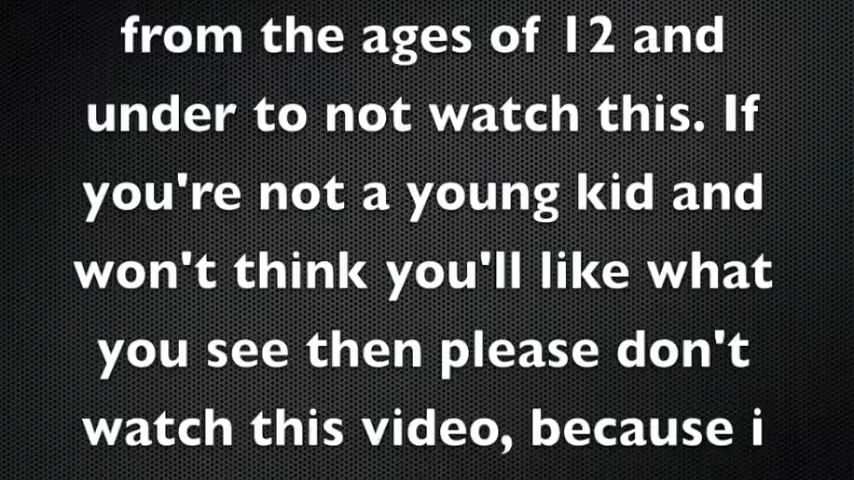 from the ages of 12 and
under to not watch this. If
you're not a young kid and
won't think you'll like what
you see then please don't
watch this video, because i